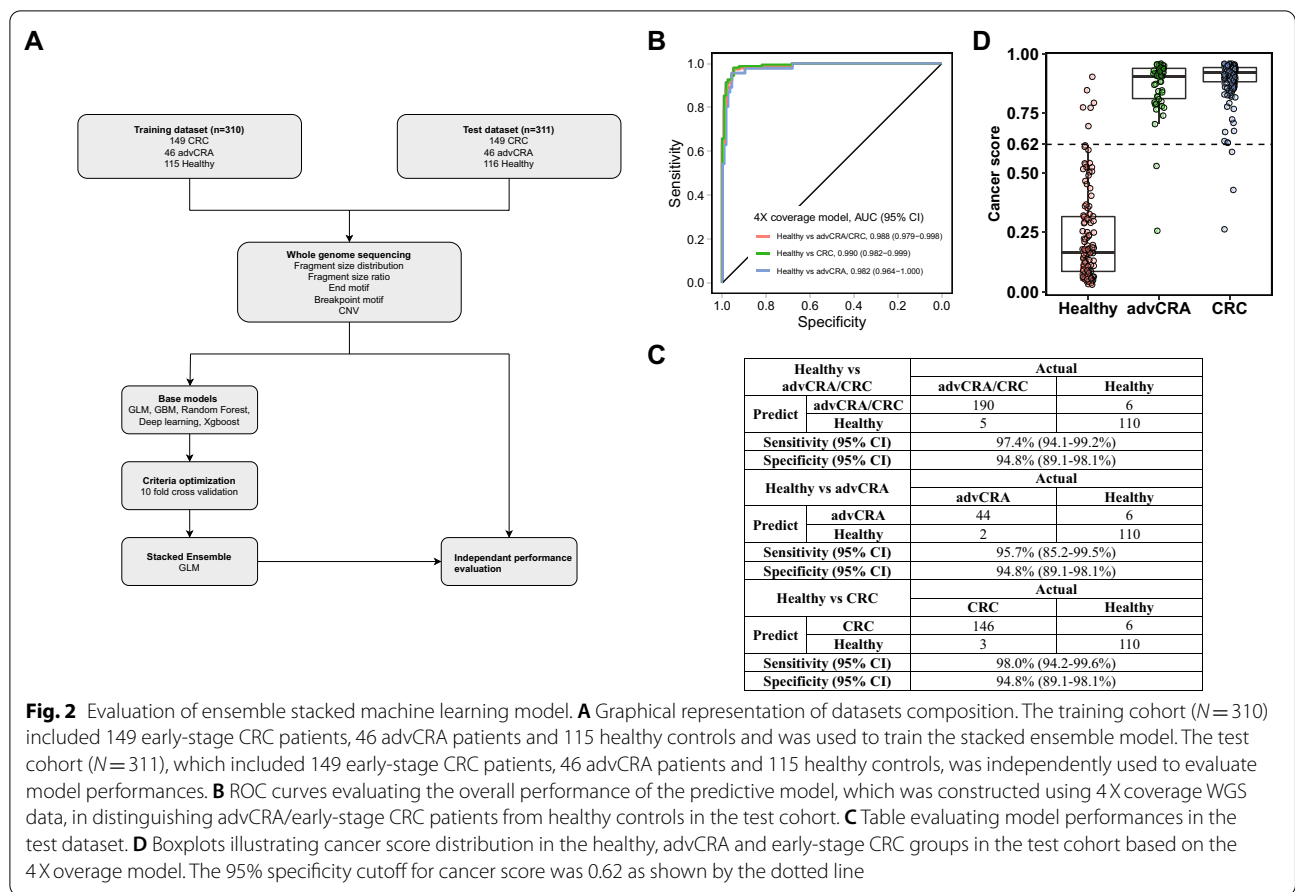 A
Training dataset (n=310)
149 CRC
46 advCRA
115 Healthy
Test dataset (n=311)
149 CRC
46 advCRA
116 Healthy
Whole genome sequencing
Fragment size distribution
Fragment size ratio
End motif
Breakpoint motif
CNV
Base models
GLM, GBM, Random Forest,
Deep learning, Xgboost
Criteria optimization
10 fold cross validation
Stacked Ensemble
GLM
Independant performance
evaluation
B
Sensitivity
1.0
0.8
0.6
0.4
0.2
0.0
4X coverage model, AUC (95% CI)
Healthy vs advCRA/CRC, 0.988 (0.979−0.998)
Healthy vs CRC, 0.990 (0.982−0.999)
Healthy vs advCRA, 0.982 (0.964−1.000)
1.0 0.8 0.6 0.4 0.2 0.0
Specificity
D
Cancer score
1.00
0.75
0.62
0.50
0.25
0.00
Healthy advCRA CRC
C
Healthy vs advCRA/CRC Actual
advCRA/CRC Healthy
Predict advCRA/CRC 190 6
Healthy 5 110
Sensitivity (95% CI) 97.4% (94.1-99.2%)
Specificity (95% CI) 94.8% (89.1-98.1%)
Healthy vs advCRA Actual
advCRA Healthy
Predict advCRA 44 6
Healthy 2 110
Sensitivity (95% CI) 95.7% (85.2-99.5%)
Specificity (95% CI) 94.8% (89.1-98.1%)
Healthy vs CRC Actual
CRC Healthy
Predict CRC 146 6
Healthy 3 110
Sensitivity (95% CI) 98.0% (94.2-99.6%)
Specificity (95% CI) 94.8% (89.1-98.1%)
Fig. 2 Evaluation of ensemble stacked machine learning model. A Graphical representation of datasets composition. The training cohort (N = 310)
included 149 early-stage CRC patients, 46 advCRA patients and 115 healthy controls and was used to train the stacked ensemble model. The test
cohort (N = 311), which included 149 early-stage CRC patients, 46 advCRA patients and 115 healthy controls, was independently used to evaluate
model performances. B ROC curves evaluating the overall performance of the predictive model, which was constructed using 4 X coverage WGS
data, in distinguishing advCRA/early-stage CRC patients from healthy controls in the test cohort. C Table evaluating model performances in the
test dataset. D Boxplots illustrating cancer score distribution in the healthy, advCRA and early-stage CRC groups in the test cohort based on the
4 X overage model. The 95% specificity cutoff for cancer score was 0.62 as shown by the dotted line